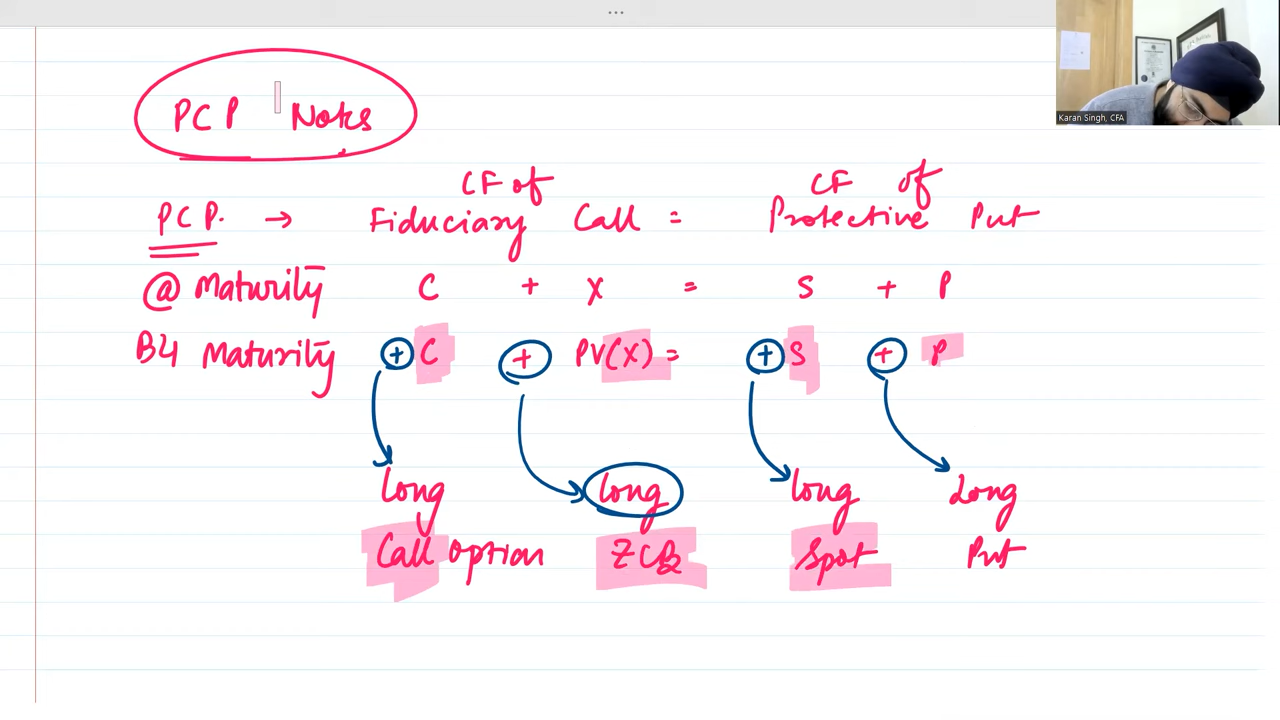 PCP Notes
Karan Singh, CFA
CF of CF of
PCP. → Fiduciary Call = Protective Put
@ Maturity C + X = S + P
B4 Maturity + C + PV(X) = + S + P
Long Long Long Long
Call Option ZCB Spot Put